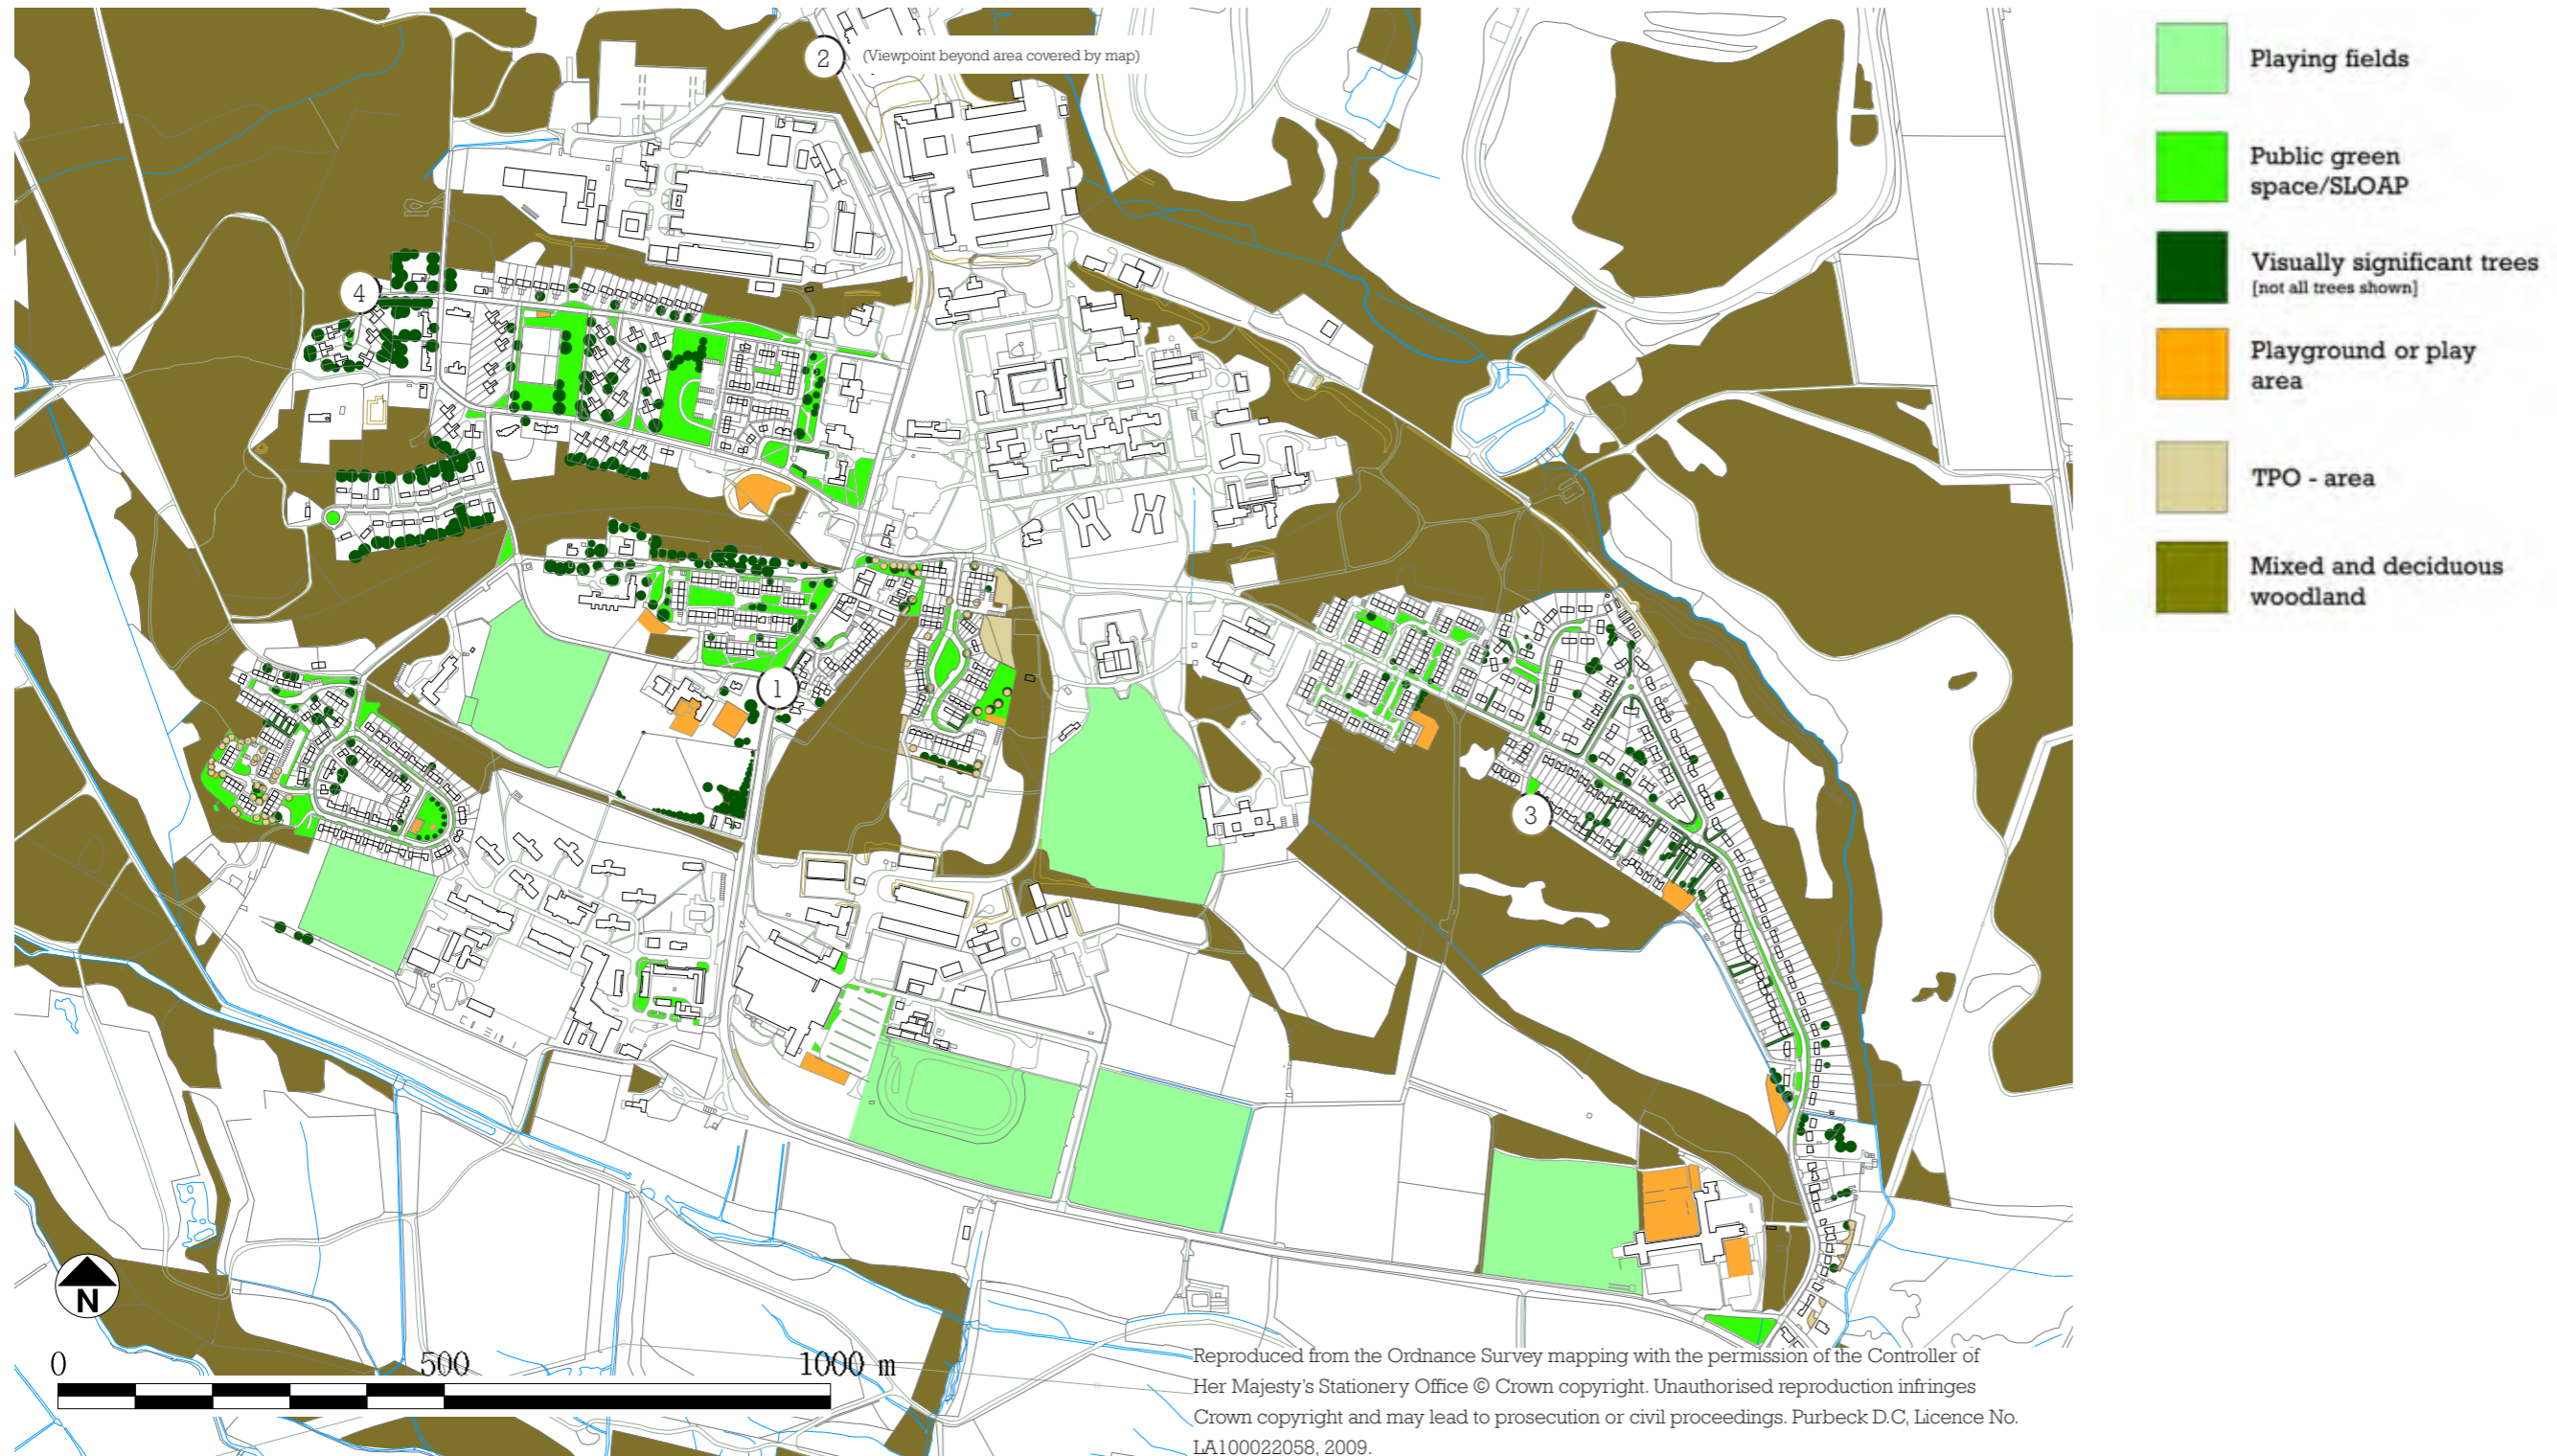 2
(Viewpoint beyond area covered by map)
4
1
3
N
0 500 1000 m
Reproduced from the Ordnance Survey mapping with the permission of the Controller of
Her Majesty's Stationery Office © Crown copyright. Unauthorised reproduction infringes
Crown copyright and may lead to prosecution or civil proceedings. Purbeck D.C, Licence No.
LA100022058, 2009.
Playing fields
Public green
space/SLOAP
Visually significant trees
[not all trees shown]
Playground or play
area
TPO - area
Mixed and deciduous
woodland